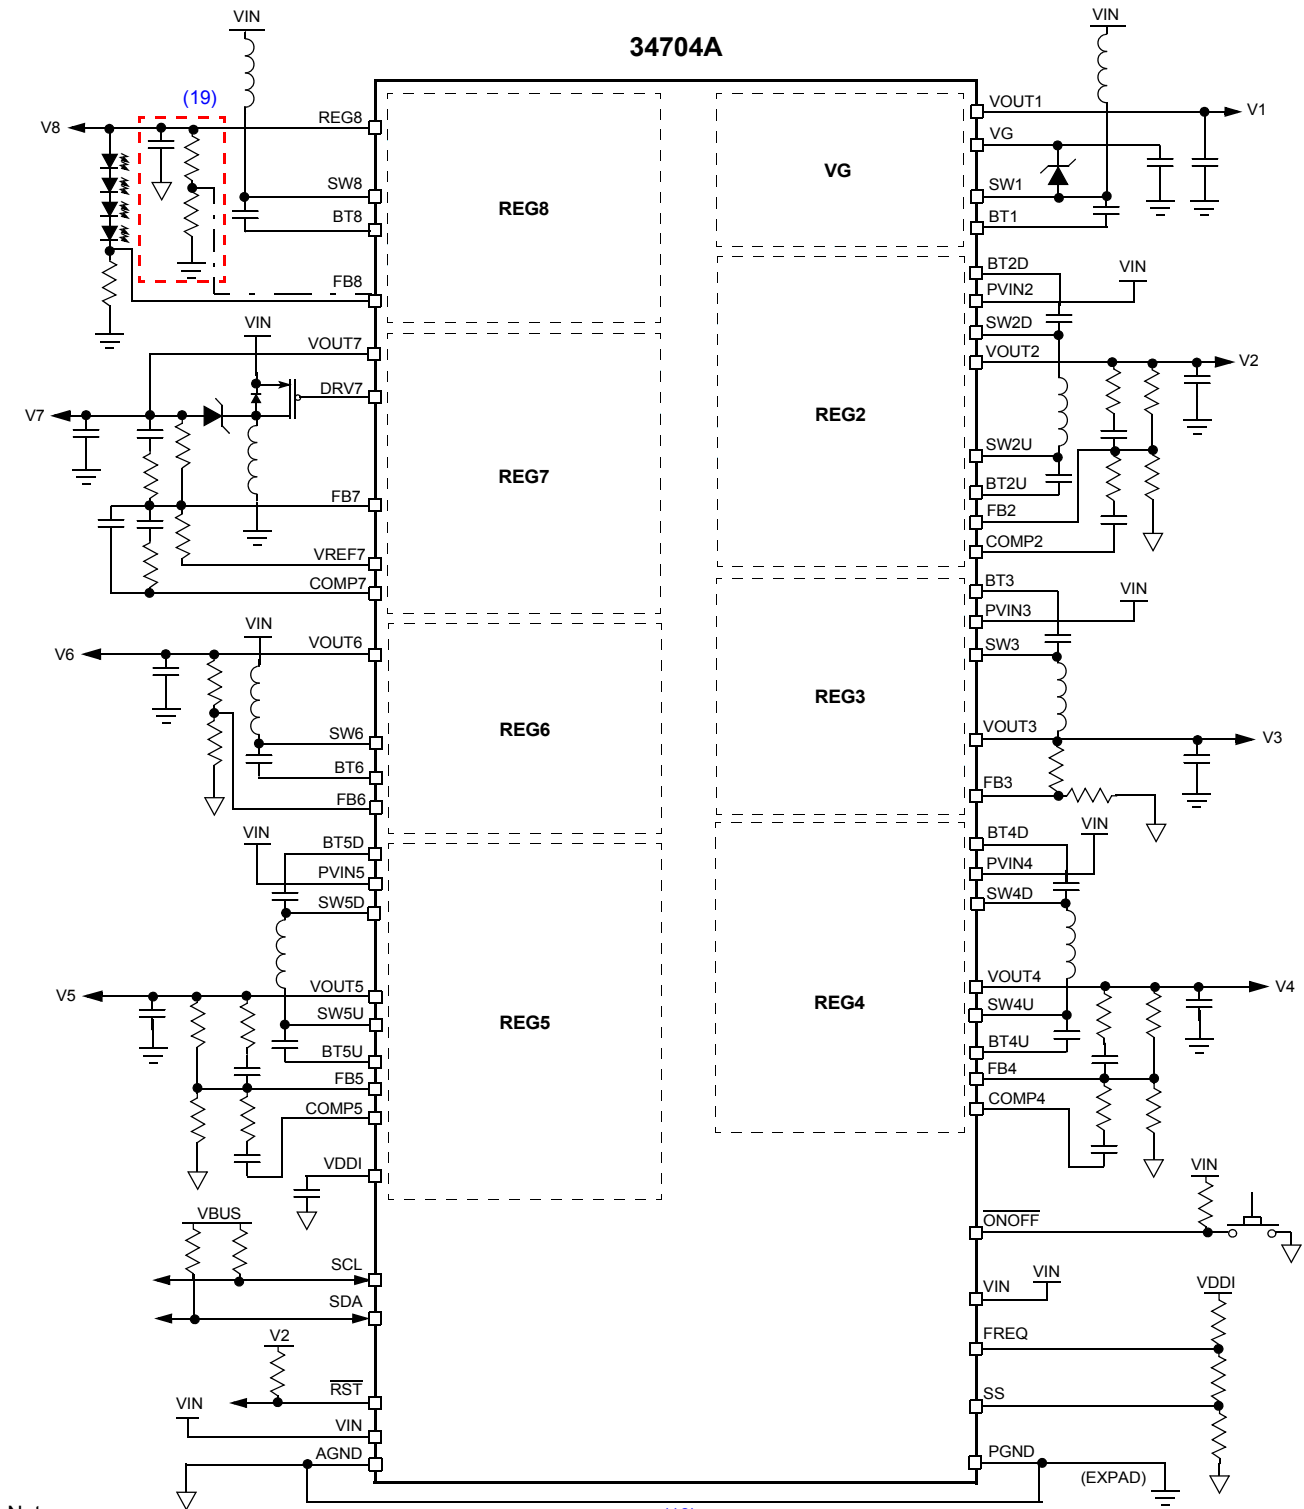 34704A
VIN
(19)
V8
REG8
SW8
BT8
FB8
REG8
VIN
VOUT7
DRV7
V7
FB7
VREF7
COMP7
REG7
VIN
VOUT6
V6
SW6
BT6
FB6
REG6
VIN
BT5D
PVIN5
SW5D
V5
VOUT5
SW5U
BT5U
FB5
COMP5
REG5
VDDI
VBUS
SCL
SDA
V2
RST
VIN
VIN
AGND
VIN
VOUT1
V1
VG
VG
SW1
BT1
BT2D
VIN
PVIN2
SW2D
VOUT2
V2
REG2
SW2U
BT2U
FB2
COMP2
BT3
VIN
PVIN3
SW3
REG3
VOUT3
V3
FB3
BT4D
VIN
PVIN4
SW4D
VOUT4
V4
REG4
SW4U
BT4U
FB4
COMP4
VIN
ONOFF
VIN
VIN
VDDI
FREQ
SS
PGND
(EXPAD)